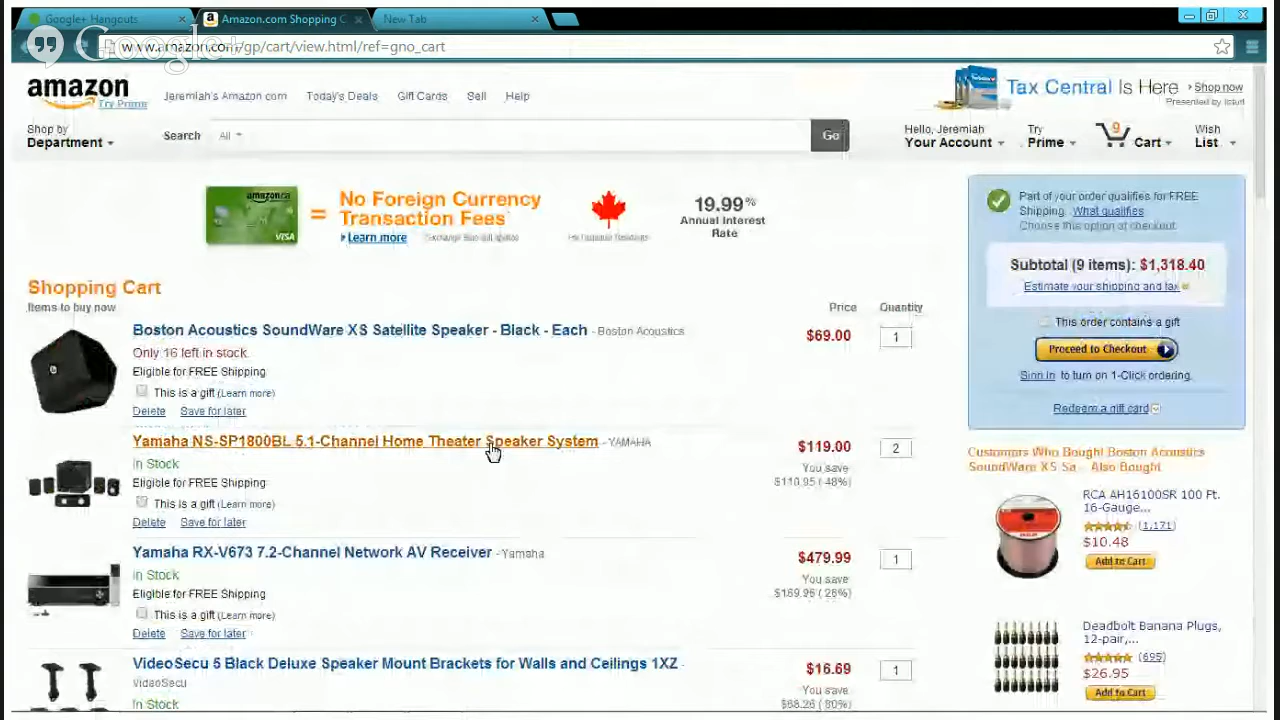 Google+ Hangouts
Amazon.com Shopping C
New Tab
Google+
www.amazon.com/gp/cart/view.html/ref=gno_cart
amazon
Try Prime
Jeremiah's Amazon.com Today's Deals Gift Cards Sell Help
Tax Central Is Here Shop now
Presented by
Shop by
Department
Search All Go
Hello, Jeremiah
Your Account
Try
Prime
9
Cart
Wish
List
amazon.ca
VISA
= No Foreign Currency
Transaction Fees
Learn more
19.99%
Annual Interest
Rate
Part of your order qualifies for FREE
Shipping. What qualifies
Choose this option at checkout.
Subtotal (9 items): $1,318.40
Estimate your shipping and tax
This order contains a gift
Proceed to Checkout
Sign in to turn on 1-Click ordering.
Redeem a gift card
Shopping Cart
Items to buy now Price Quantity
Boston Acoustics SoundWare XS Satellite Speaker - Black - Each - Boston Acoustics $69.00 1
Only 16 left in stock.
Eligible for FREE Shipping
This is a gift (Learn more)
Delete Save for later
Yamaha NS-SP1800BL 5.1-Channel Home Theater Speaker System - YAMAHA $119.00 2
In Stock
You save
Eligible for FREE Shipping
$110.95 (48%)
This is a gift (Learn more)
Delete Save for later
Yamaha RX-V673 7.2-Channel Network AV Receiver - Yamaha $479.99 1
In Stock
You save
Eligible for FREE Shipping
$169.96 (26%)
This is a gift (Learn more)
Delete Save for later
VideoSecu 5 Black Deluxe Speaker Mount Brackets for Walls and Ceilings 1XZ - $16.69 1
VideoSecu
You save
In Stock
$68.26 (80%)
Customers Who Bought Boston Acoustics
SoundWare XS Sa... Also Bought
RCA AH16100SR 100 Ft.
16-Gauge...
(1,171)
$10.48
Add to Cart
Deadbolt Banana Plugs,
12-pair,...
(695)
$26.95
Add to Cart